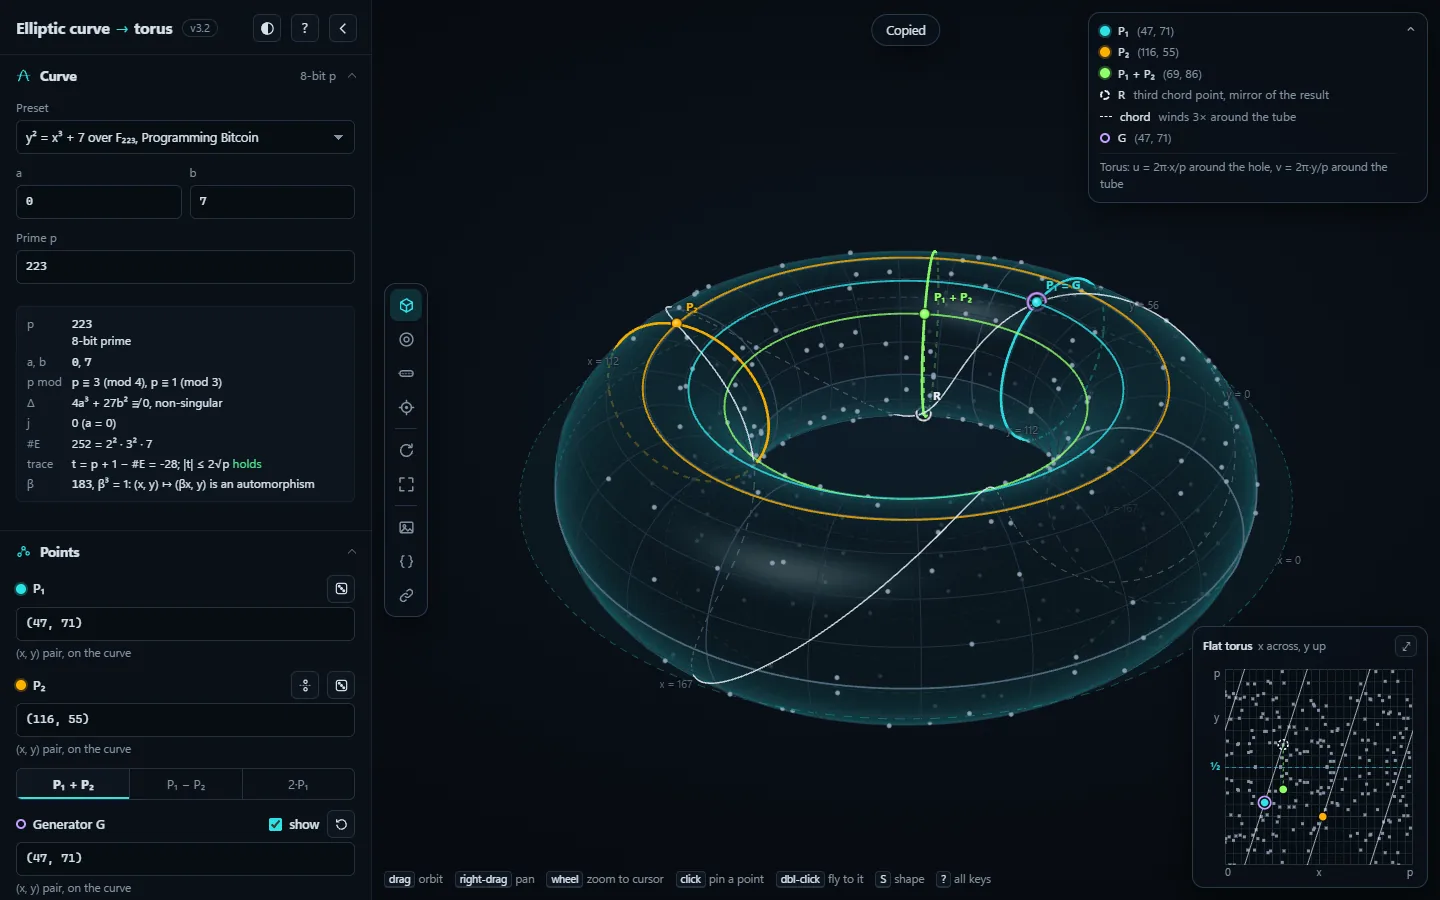 Elliptic curve → torus v3.2 ?
Curve 8-bit p
Preset
y² = x³ + 7 over F₂₂₃, Programming Bitcoin
a b
0 7
Prime p
223
p 223
8-bit prime
a, b 0, 7
p mod p ≡ 3 (mod 4), p ≡ 1 (mod 3)
Δ 4a³ + 27b² ≢ 0, non-singular
j 0 (a = 0)
#E 252 = 2² · 3² · 7
trace t = p + 1 − #E = -28; |t| ≤ 2√p holds
β 183, β³ = 1: (x, y) ↦ (βx, y) is an automorphism
Points
P₁
(47, 71)
(x, y) pair, on the curve
P₂
(116, 55)
(x, y) pair, on the curve
P₁ + P₂ P₁ − P₂ 2·P₁
Generator G show
(47, 71)
(x, y) pair, on the curve
Copied
P₁ (47, 71)
P₂ (116, 55)
P₁ + P₂ (69, 86)
R third chord point, mirror of the result
chord winds 3× around the tube
G (47, 71)
Torus: u = 2π·x/p around the hole, v = 2π·y/p around the
tube
P₁ = G
P₁ + P₂
P₂
y = 56
x = 112
y = 0
R
y = 112
y = 167
x = 0
x = 167
Flat torus x across, y up
p
y
½
0 x p
drag orbit right-drag pan wheel zoom to cursor click pin a point dbl-click fly to it S shape ? all keys